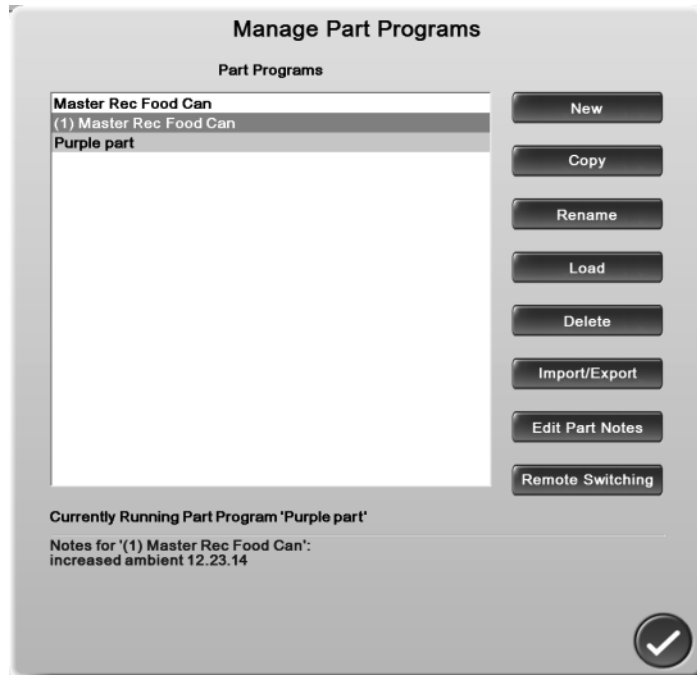 Manage Part Programs
Part Programs
Master Rec Food Can
(1) Master Rec Food Can
Purple part
New
Copy
Rename
Load
Delete
Import/Export
Edit Part Notes
Remote Switching
Currently Running Part Program 'Purple part'
Notes for '(1) Master Rec Food Can':
increased ambient 12.23.14